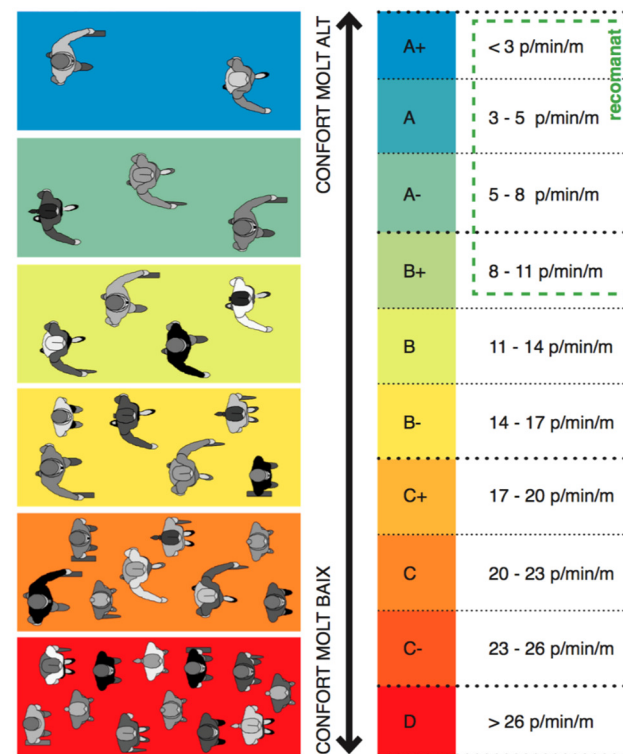 CONFORT MOLT ALT
CONFORT MOLT BAIX
recomanat
A+ < 3 p/min/m
A 3 - 5 p/min/m
A- 5 - 8 p/min/m
B+ 8 - 11 p/min/m
B 11 - 14 p/min/m
B- 14 - 17 p/min/m
C+ 17 - 20 p/min/m
C 20 - 23 p/min/m
C- 23 - 26 p/min/m
D > 26 p/min/m